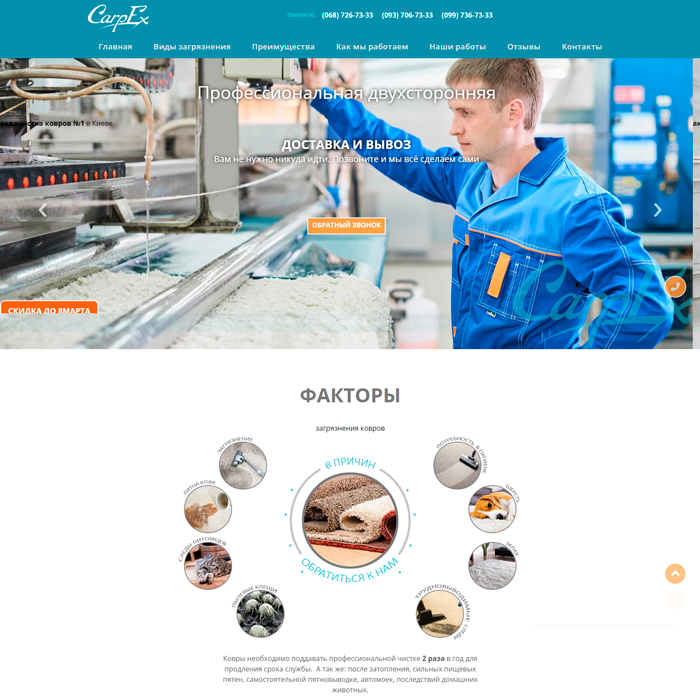 CarpEx
Звоните: (068) 726-73-33 (093) 706-73-33 (099) 736-73-33
Главная Виды загрязнения Преимущества Как мы работаем Наши работы Отзывы Контакты
Профессиональная двухсторонняя
аквачистка ковров №1 в Киеве
ДОСТАВКА И ВЫВОЗ
Вам не нужно никуда идти. Позвоните и мы всё сделаем сами
ОБРАТНЫЙ ЗВОНОК
CarpEx
СКИДКА ДО 8МАРТА
ФАКТОРЫ
загрязнения ковров
ЗАГРЯЗНЕНИЕ
ПОТРЕБНОСТЬ В ГИГИЕНЕ
8 ПРИЧИН
ПЯТНА КОФЕ
ШЕРСТЬ
СЛЕДЫ ПИТОМЦЕВ
ЗАПАХ
ОБРАТИТЬСЯ К НАМ
ПЫЛЕВЫЕ КЛЕЩИ
ТРУДНОВЫВОДИМЫЕ СЛЕДЫ
Ковры необходимо поддавать профессиональной чистке 2 раза в год для
продления срока службы. А так же: после затопления, сильных пищевых
пятен, самостоятельной пятновыводке, автомоек, последствий домашних
животных.